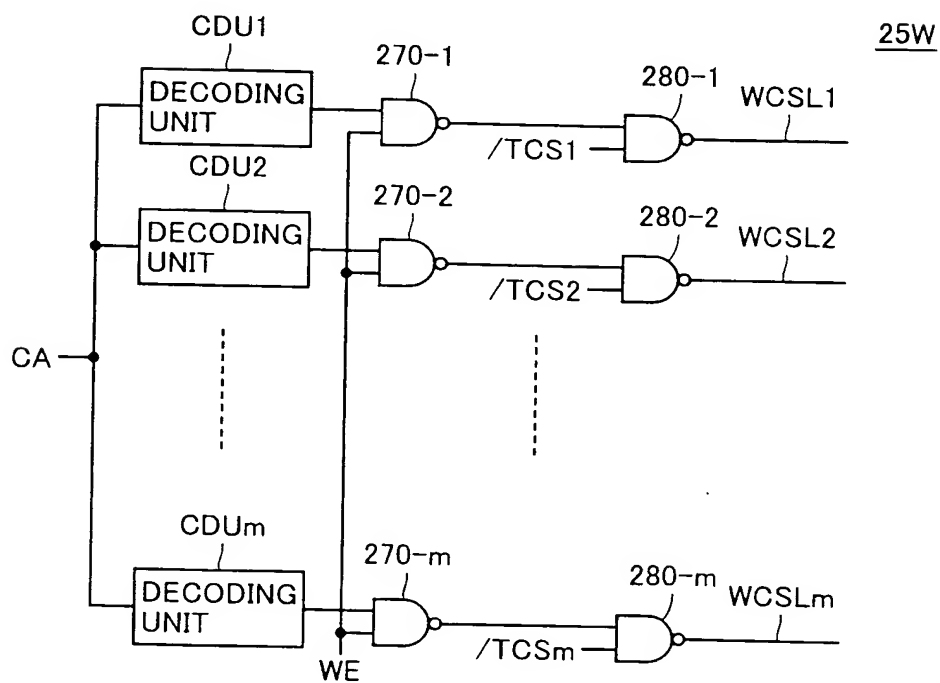 25W
CDU1
270-1
280-1
WCSL1
DECODING
UNIT
/TCS1
CDU2
270-2
280-2
WCSL2
DECODING
UNIT
/TCS2
CA
CDUm
270-m
280-m
WCSLm
DECODING
UNIT
/TCSm
WE